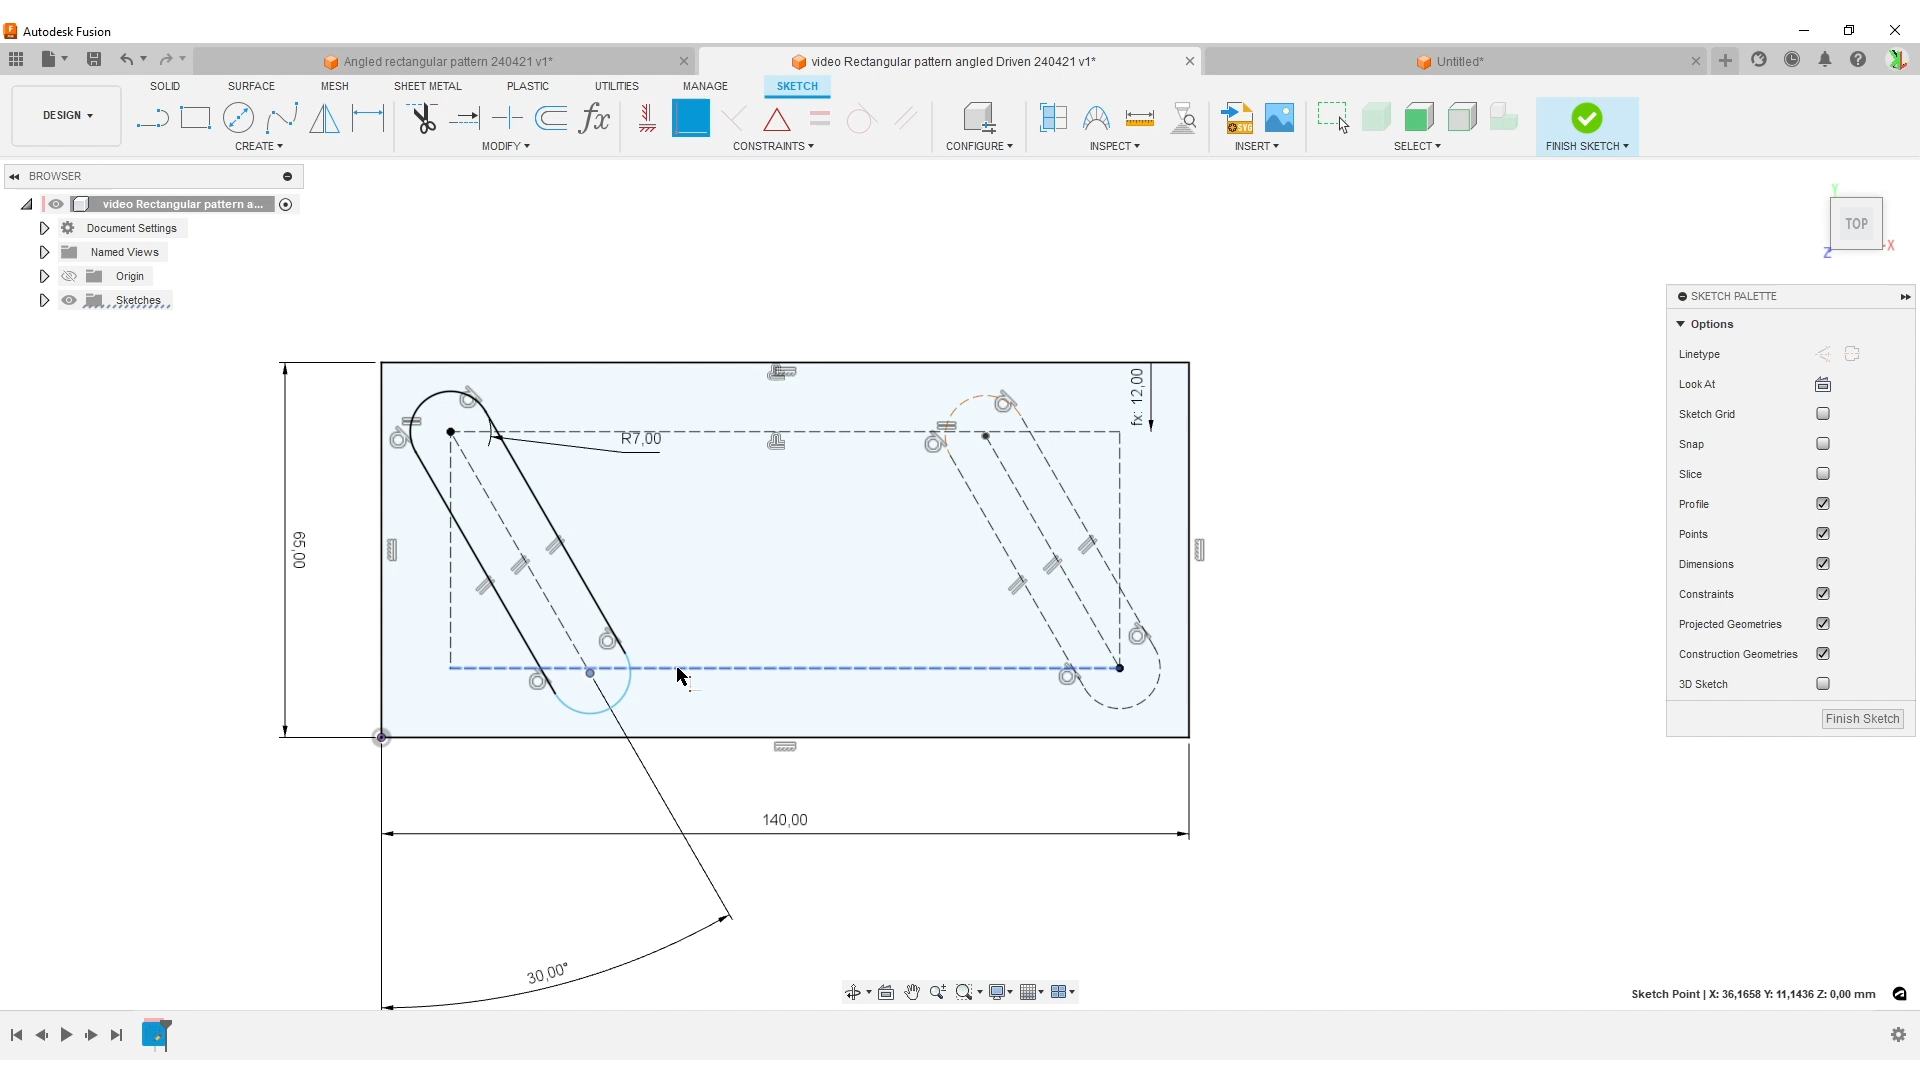 Autodesk Fusion
Angled rectangular pattern 240421 v1*
video Rectangular pattern angled Driven 240421 v1*
Untitled*
DESIGN
SOLID SURFACE MESH SHEET METAL PLASTIC UTILITIES MANAGE SKETCH
fx
SVG
CREATE MODIFY CONSTRAINTS CONFIGURE INSPECT INSERT SELECT FINISH SKETCH
BROWSER
video Rectangular pattern a...
Document Settings
Named Views
Origin
Sketches
Y
TOP
X
Z
SKETCH PALETTE
Options
Linetype
Look At
Sketch Grid
Snap
Slice
Profile
Points
Dimensions
Constraints
Projected Geometries
Construction Geometries
3D Sketch
Finish Sketch
fx: 12,00
R7,00
65,00
140,00
30,00°
Sketch Point | X: 36,1658 Y: 11,1436 Z: 0,00 mm